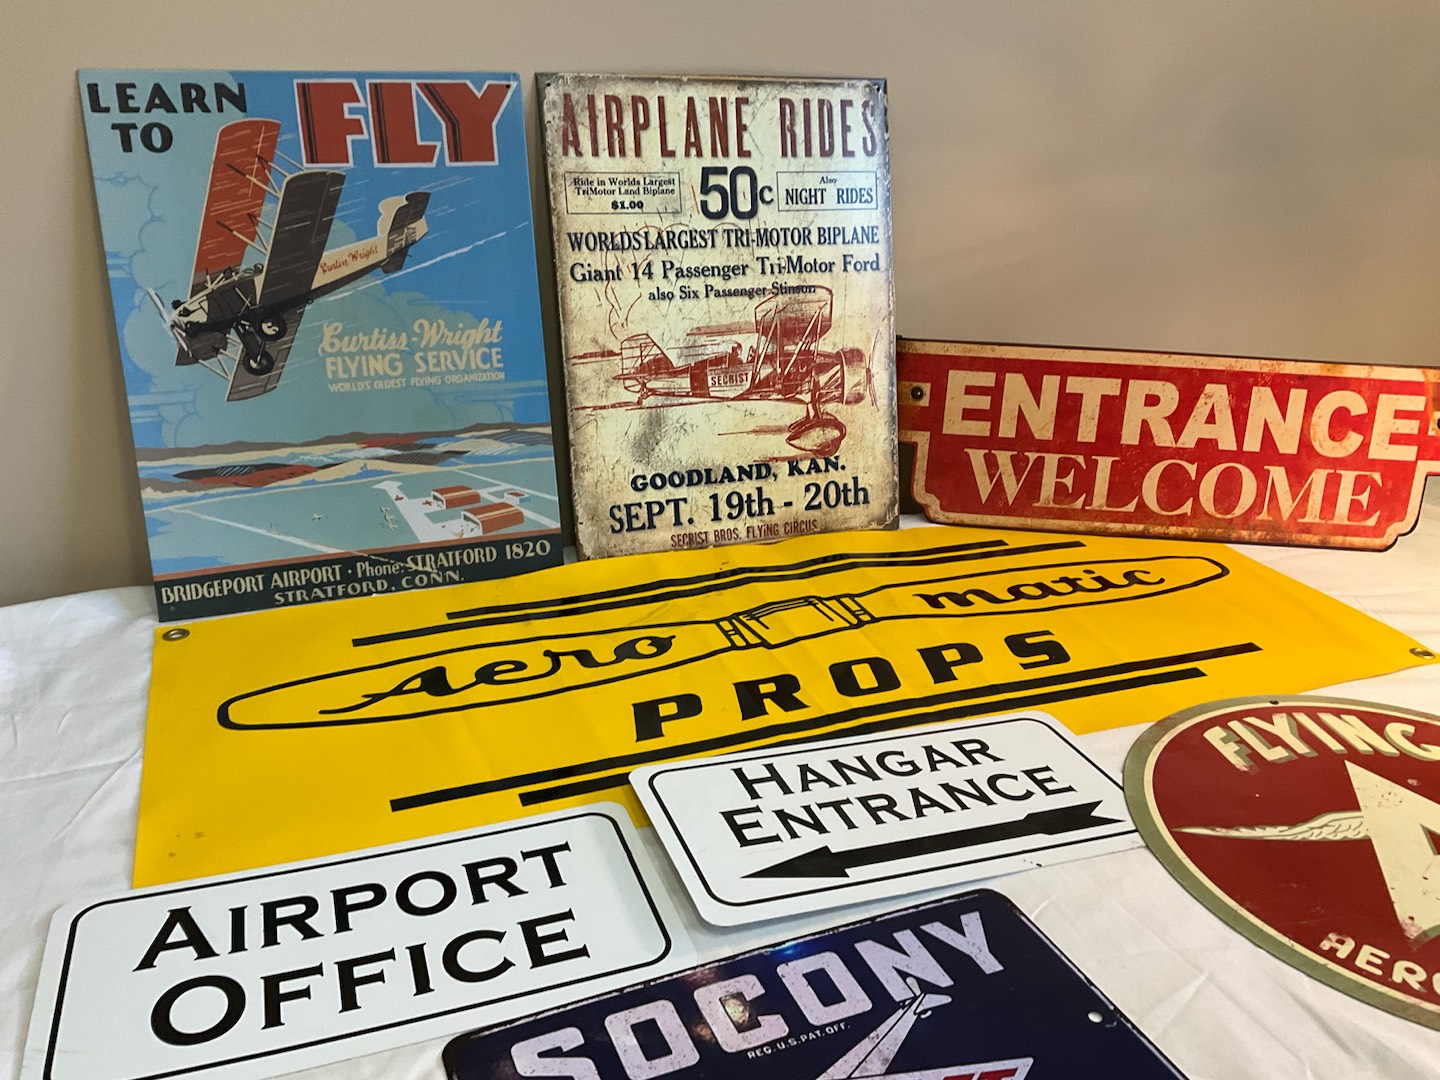 LEARN
TO
FLY
Curtiss-Wright
Curtiss-Wright
FLYING SERVICE
WORLD'S OLDEST FLYING ORGANIZATION
BRIDGEPORT AIRPORT · Phone: STRATFORD 1820
STRATFORD, CONN.
AIRPLANE RIDES
Ride in Worlds Largest
TriMotor Land Biplane
$1.00
50c
Also
NIGHT RIDES
WORLDS LARGEST TRI-MOTOR BIPLANE
Giant 14 Passenger Tri-Motor Ford
also Six Passenger Stinson
SECRIST
GOODLAND, KAN.
SEPT. 19th - 20th
SECRIST BROS. FLYING CIRCUS
ENTRANCE
WELCOME
Aero matic
PROPS
HANGAR
ENTRANCE
AIRPORT
OFFICE
FLYING
A
AERO
SOCONY
REG. U.S. PAT. OFF.